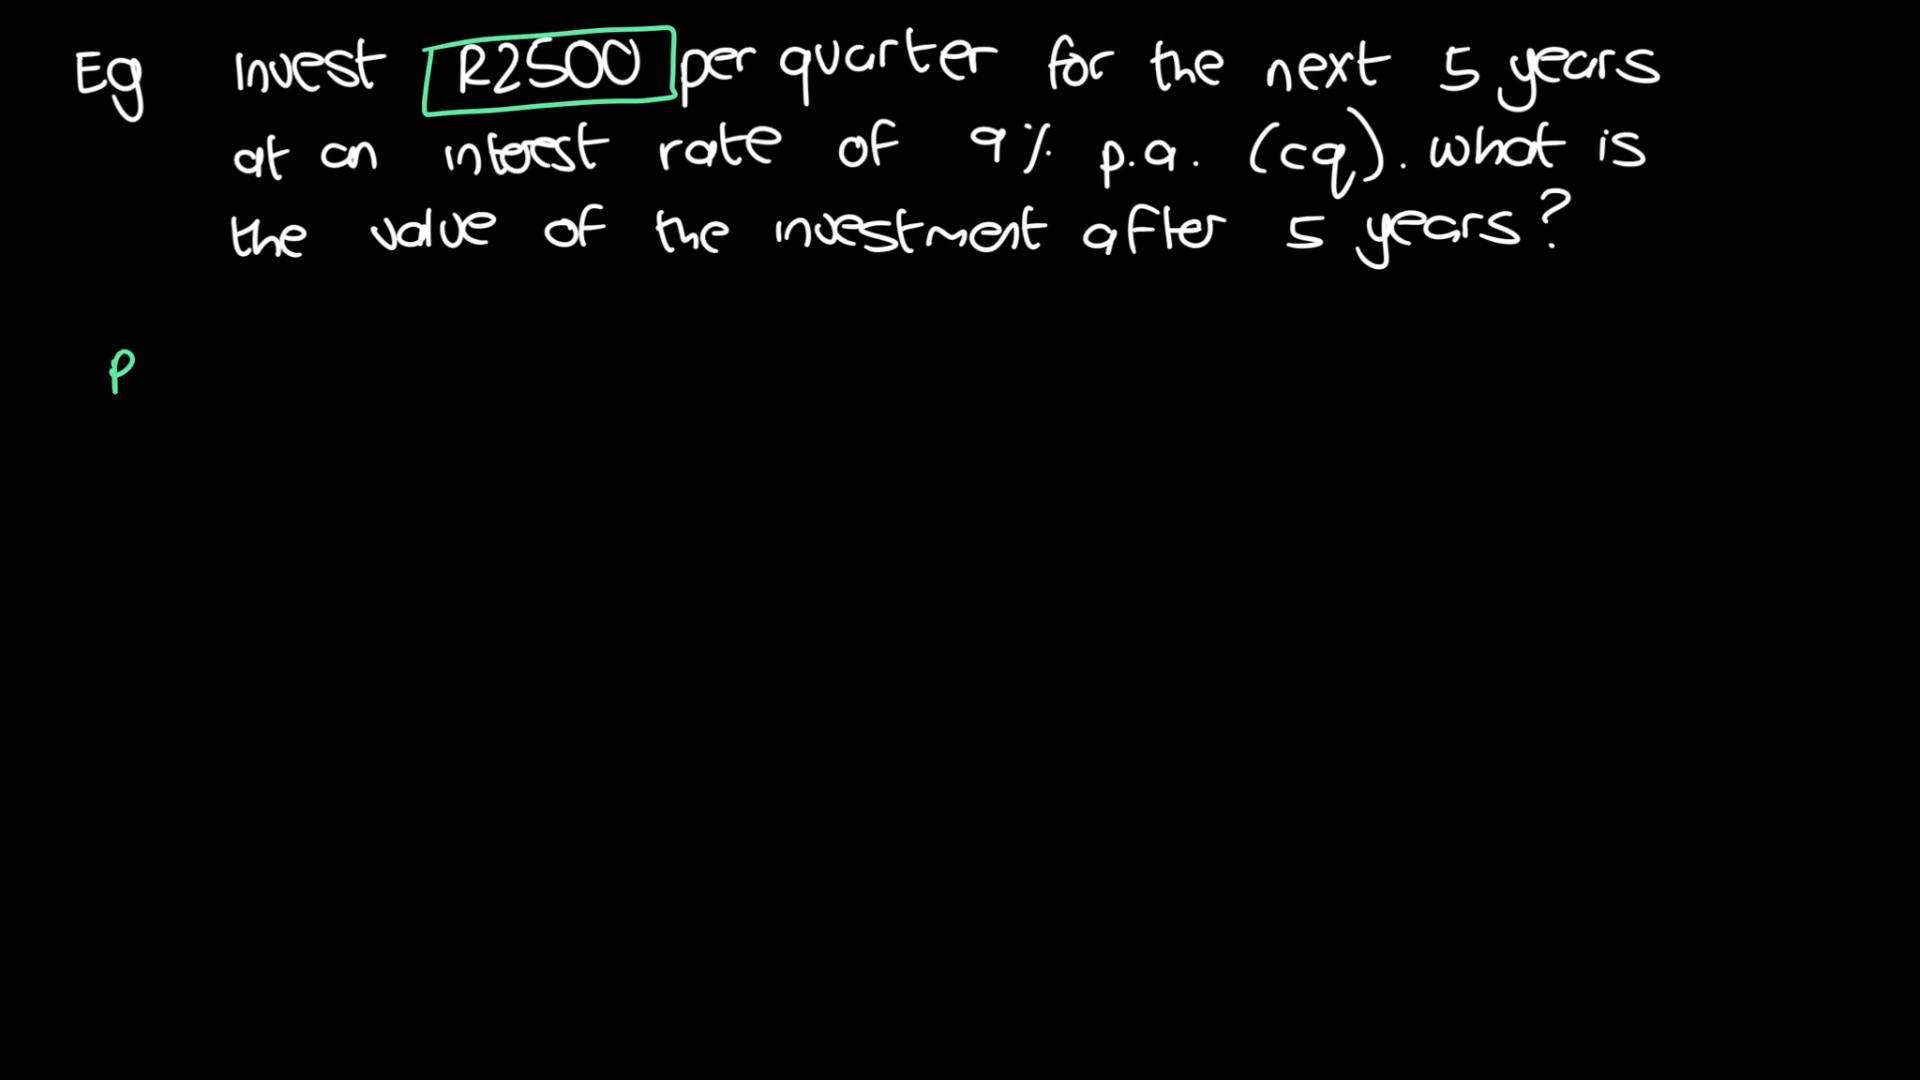 Eg Invest R2500 per quarter for the next 5 years
at an interest rate of 9% p.a. (cq). what is
the value of the investment after 5 years?
P